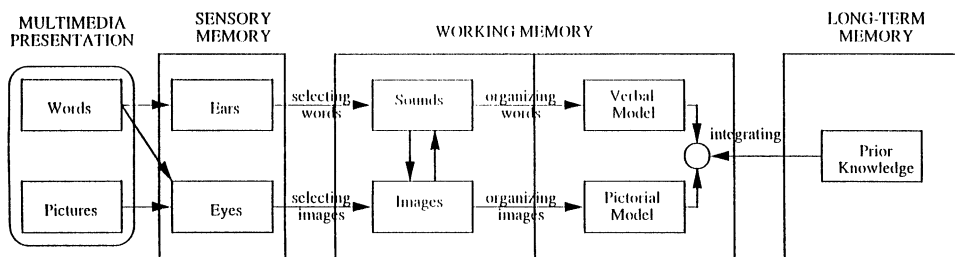 MULTIMEDIA
PRESENTATION
SENSORY
MEMORY
WORKING MEMORY
LONG-TERM
MEMORY
Words
Ears
selecting
words
Sounds
organizing
words
Verbal
Model
integrating
Prior
Knowledge
Pictures
Eyes
selecting
images
Images
organizing
images
Pictorial
Model